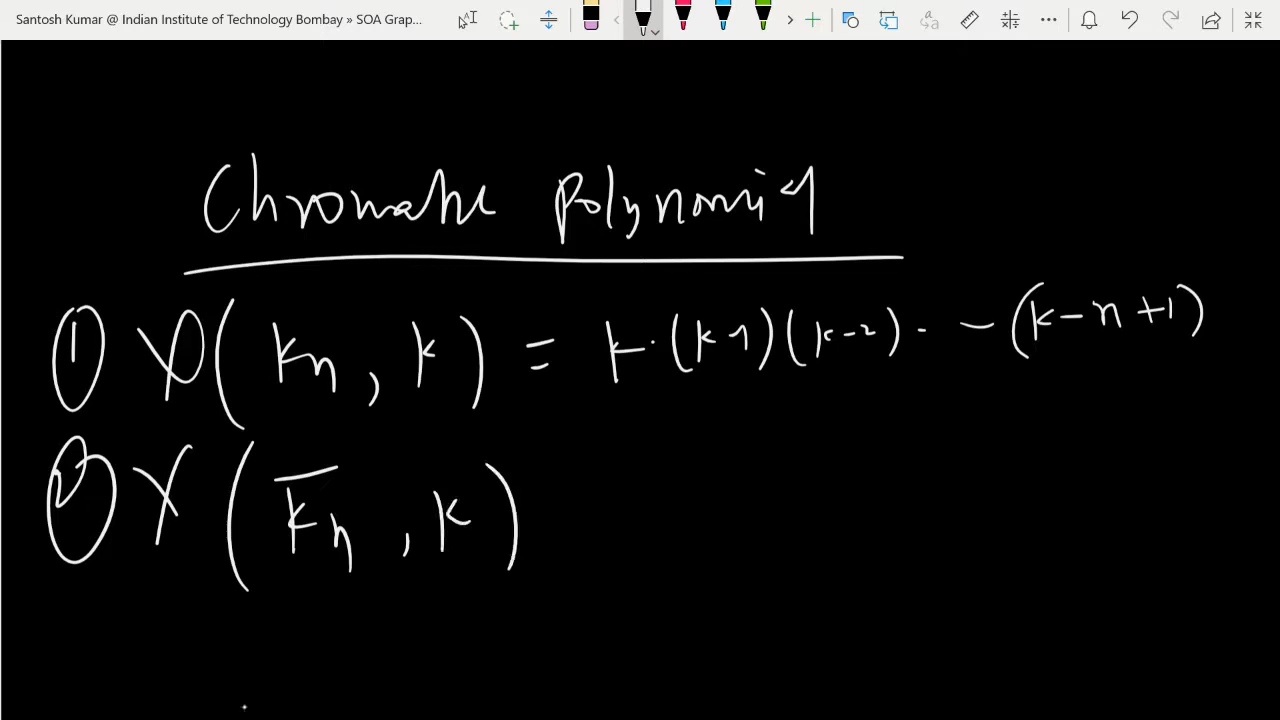 Santosh Kumar @ Indian Institute of Technology Bombay » SOA Grap...
Chromatic Polynomial
① χ(Kn, k) = k·(k-1)(k-2)· - (k-n+1)
② χ(K̅n, k)